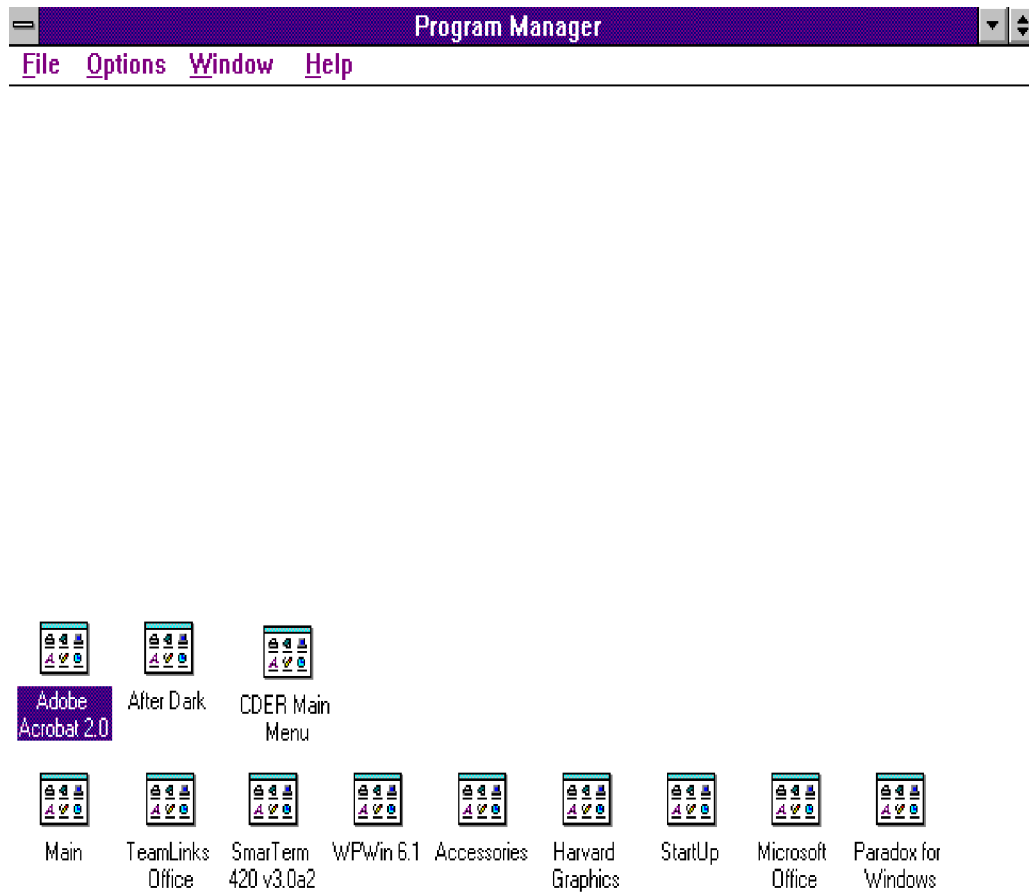 Program Manager
File Options Window Help
Adobe
Acrobat 2.0
After Dark
CDER Main
Menu
Main
TeamLinks
Office
SmarTerm
420 v3.0a2
WPWin 6.1
Accessories
Harvard
Graphics
StartUp
Microsoft
Office
Paradox for
Windows